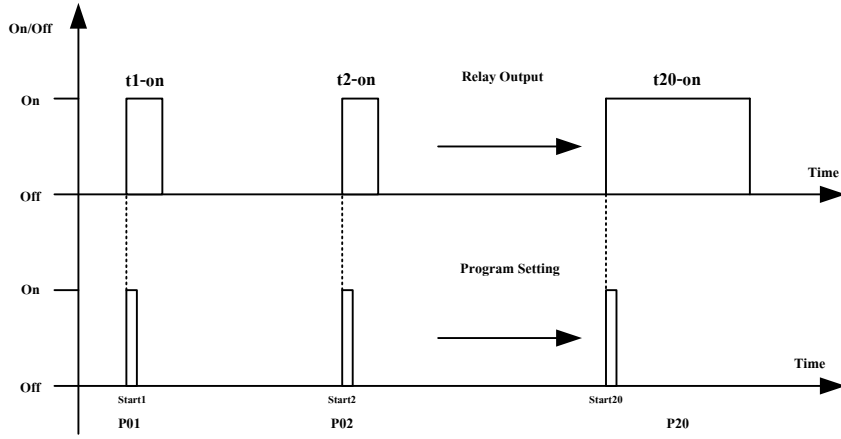 On/Off
t1-on
t2-on
Relay Output
t20-on
On
Time
Off
Program Setting
On
Time
Off
Start1
Start2
Start20
P01
P02
P20